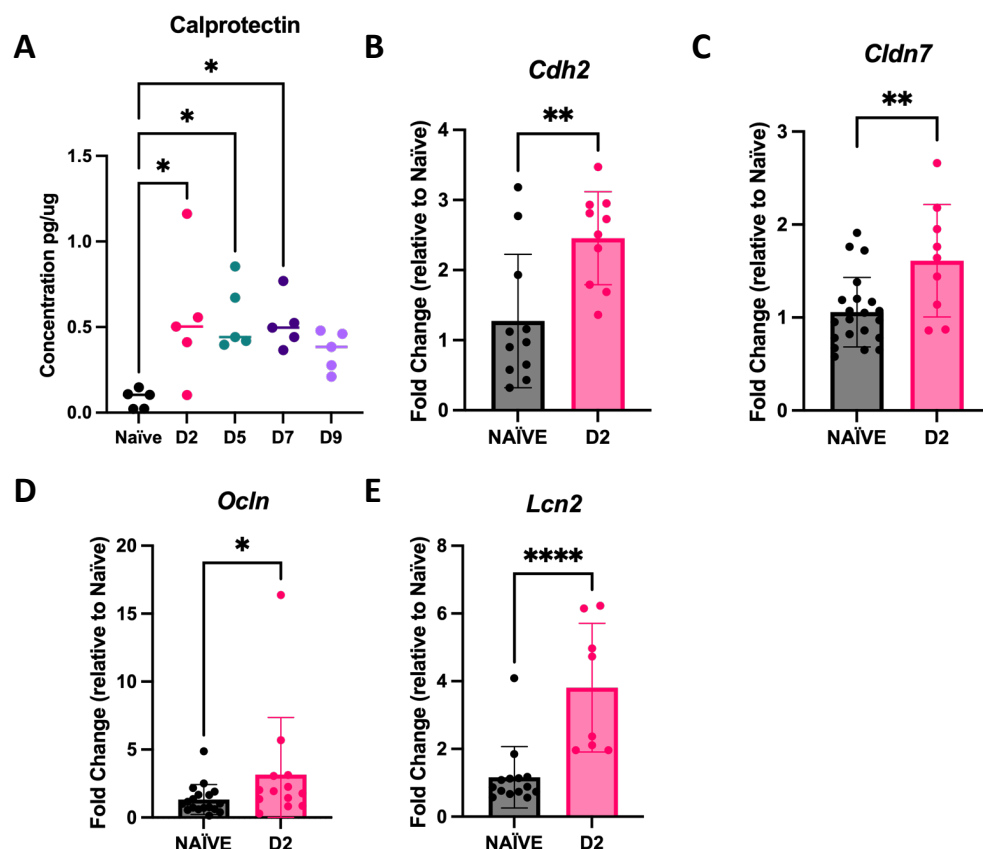 A
Calprotectin
*
*
*
Concentration pg/ug
1.5
1.0
0.5
0.0
Naïve D2 D5 D7 D9
B
Cdh2
**
Fold Change (relative to Naïve)
4
3
2
1
0
NAÏVE D2
C
Cldn7
**
Fold Change (relative to Naïve)
3
2
1
0
NAÏVE D2
D
Ocln
*
Fold Change (relative to Naïve)
20
15
10
5
0
NAÏVE D2
E
Lcn2
****
Fold Change (relative to Naïve)
8
6
4
2
0
NAÏVE D2